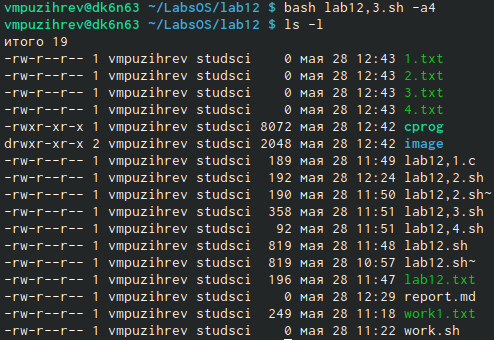 vmpuzihrev@dk6n63 ~/LabsOS/lab12 $ bash lab12,3.sh -a4
vmpuzihrev@dk6n63 ~/LabsOS/lab12 $ ls -l
итого 19
-rw-r--r-- 1 vmpuzihrev studsci    0 мая 28 12:43 1.txt
-rw-r--r-- 1 vmpuzihrev studsci    0 мая 28 12:43 2.txt
-rw-r--r-- 1 vmpuzihrev studsci    0 мая 28 12:43 3.txt
-rw-r--r-- 1 vmpuzihrev studsci    0 мая 28 12:43 4.txt
-rwxr-xr-x 1 vmpuzihrev studsci 8072 мая 28 12:42 cprog
drwxr-xr-x 2 vmpuzihrev studsci 2048 мая 28 12:42 image
-rw-r--r-- 1 vmpuzihrev studsci  189 мая 28 11:49 lab12,1.c
-rw-r--r-- 1 vmpuzihrev studsci  192 мая 28 12:24 lab12,2.sh
-rw-r--r-- 1 vmpuzihrev studsci  190 мая 28 11:50 lab12,2.sh~
-rw-r--r-- 1 vmpuzihrev studsci  358 мая 28 11:51 lab12,3.sh
-rw-r--r-- 1 vmpuzihrev studsci   92 мая 28 11:51 lab12,4.sh
-rw-r--r-- 1 vmpuzihrev studsci  819 мая 28 11:48 lab12.sh
-rw-r--r-- 1 vmpuzihrev studsci  819 мая 28 10:57 lab12.sh~
-rw-r--r-- 1 vmpuzihrev studsci  196 мая 28 11:47 lab12.txt
-rw-r--r-- 1 vmpuzihrev studsci    0 мая 28 12:29 report.md
-rw-r--r-- 1 vmpuzihrev studsci  249 мая 28 11:18 work1.txt
-rw-r--r-- 1 vmpuzihrev studsci    0 мая 28 11:22 work.sh